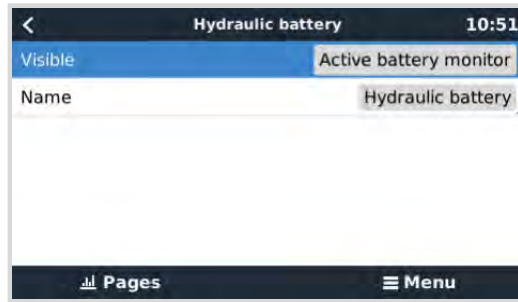 Hydraulic battery 10:51
Visible Active battery monitor
Name Hydraulic battery
Pages Menu